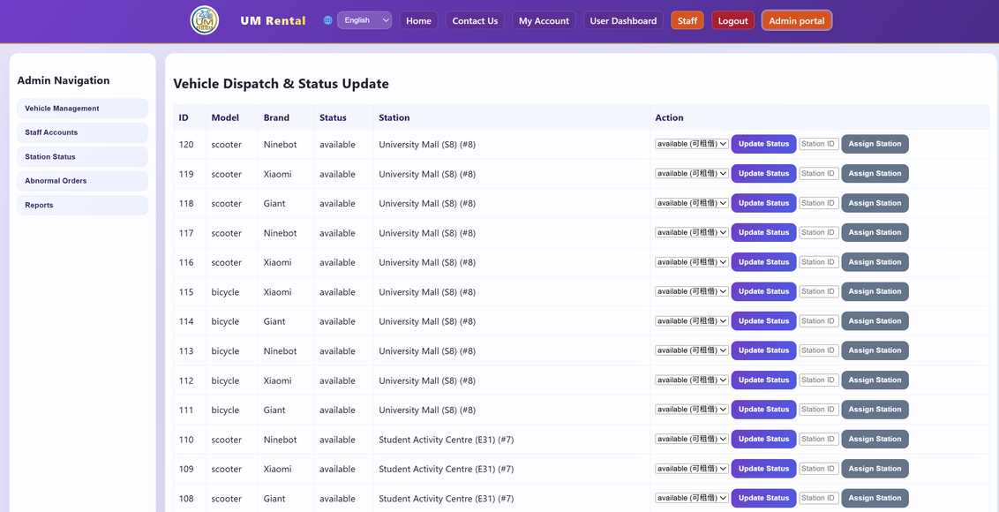 UM
UM Rental
English
Home
Contact Us
My Account
User Dashboard
Staff
Logout
Admin portal
Admin Navigation
Vehicle Management
Staff Accounts
Station Status
Abnormal Orders
Reports
Vehicle Dispatch & Status Update
ID Model Brand Status Station Action
120 scooter Ninebot available University Mall (S8) (#8) available (可租借) Update Status Station ID Assign Station
119 scooter Xiaomi available University Mall (S8) (#8) available (可租借) Update Status Station ID Assign Station
118 scooter Giant available University Mall (S8) (#8) available (可租借) Update Status Station ID Assign Station
117 scooter Ninebot available University Mall (S8) (#8) available (可租借) Update Status Station ID Assign Station
116 scooter Xiaomi available University Mall (S8) (#8) available (可租借) Update Status Station ID Assign Station
115 bicycle Xiaomi available University Mall (S8) (#8) available (可租借) Update Status Station ID Assign Station
114 bicycle Giant available University Mall (S8) (#8) available (可租借) Update Status Station ID Assign Station
113 bicycle Ninebot available University Mall (S8) (#8) available (可租借) Update Status Station ID Assign Station
112 bicycle Xiaomi available University Mall (S8) (#8) available (可租借) Update Status Station ID Assign Station
111 bicycle Giant available University Mall (S8) (#8) available (可租借) Update Status Station ID Assign Station
110 scooter Ninebot available Student Activity Centre (E31) (#7) available (可租借) Update Status Station ID Assign Station
109 scooter Xiaomi available Student Activity Centre (E31) (#7) available (可租借) Update Status Station ID Assign Station
108 scooter Giant available Student Activity Centre (E31) (#7) available (可租借) Update Status Station ID Assign Station